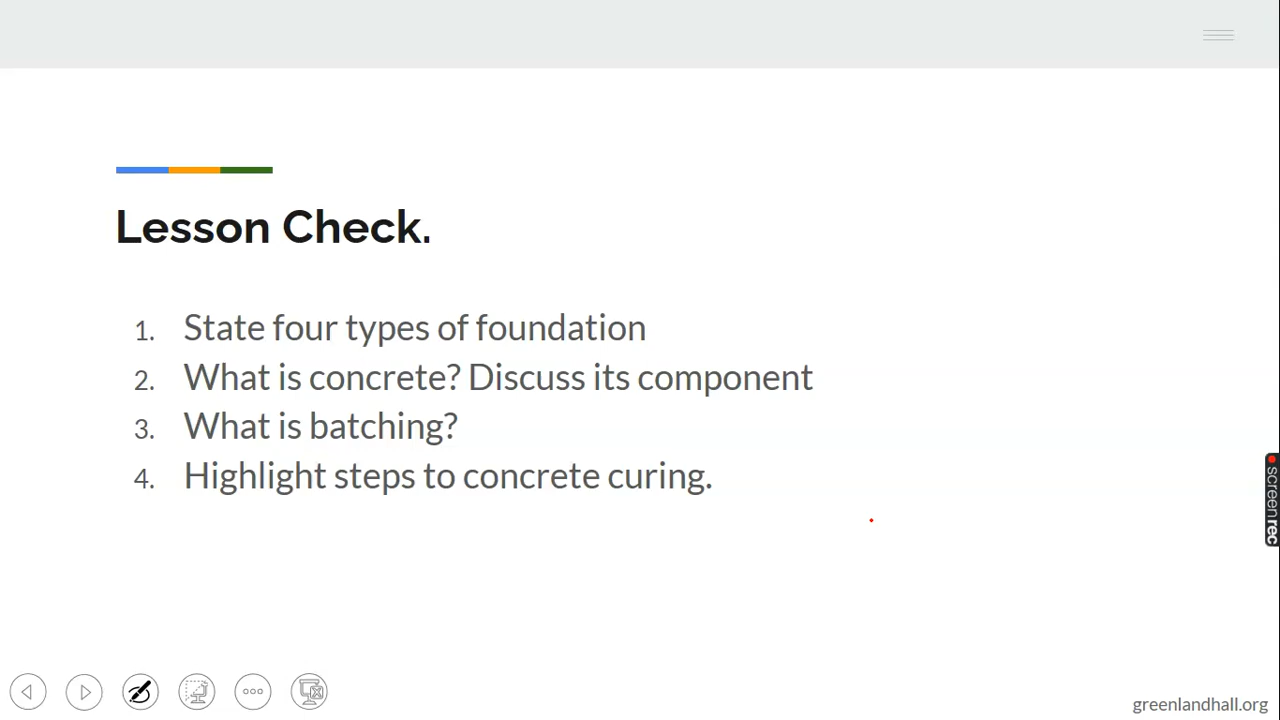 Lesson Check.
1. State four types of foundation
2. What is concrete? Discuss its component
3. What is batching?
4. Highlight steps to concrete curing.
screenrec
greenlandhall.org